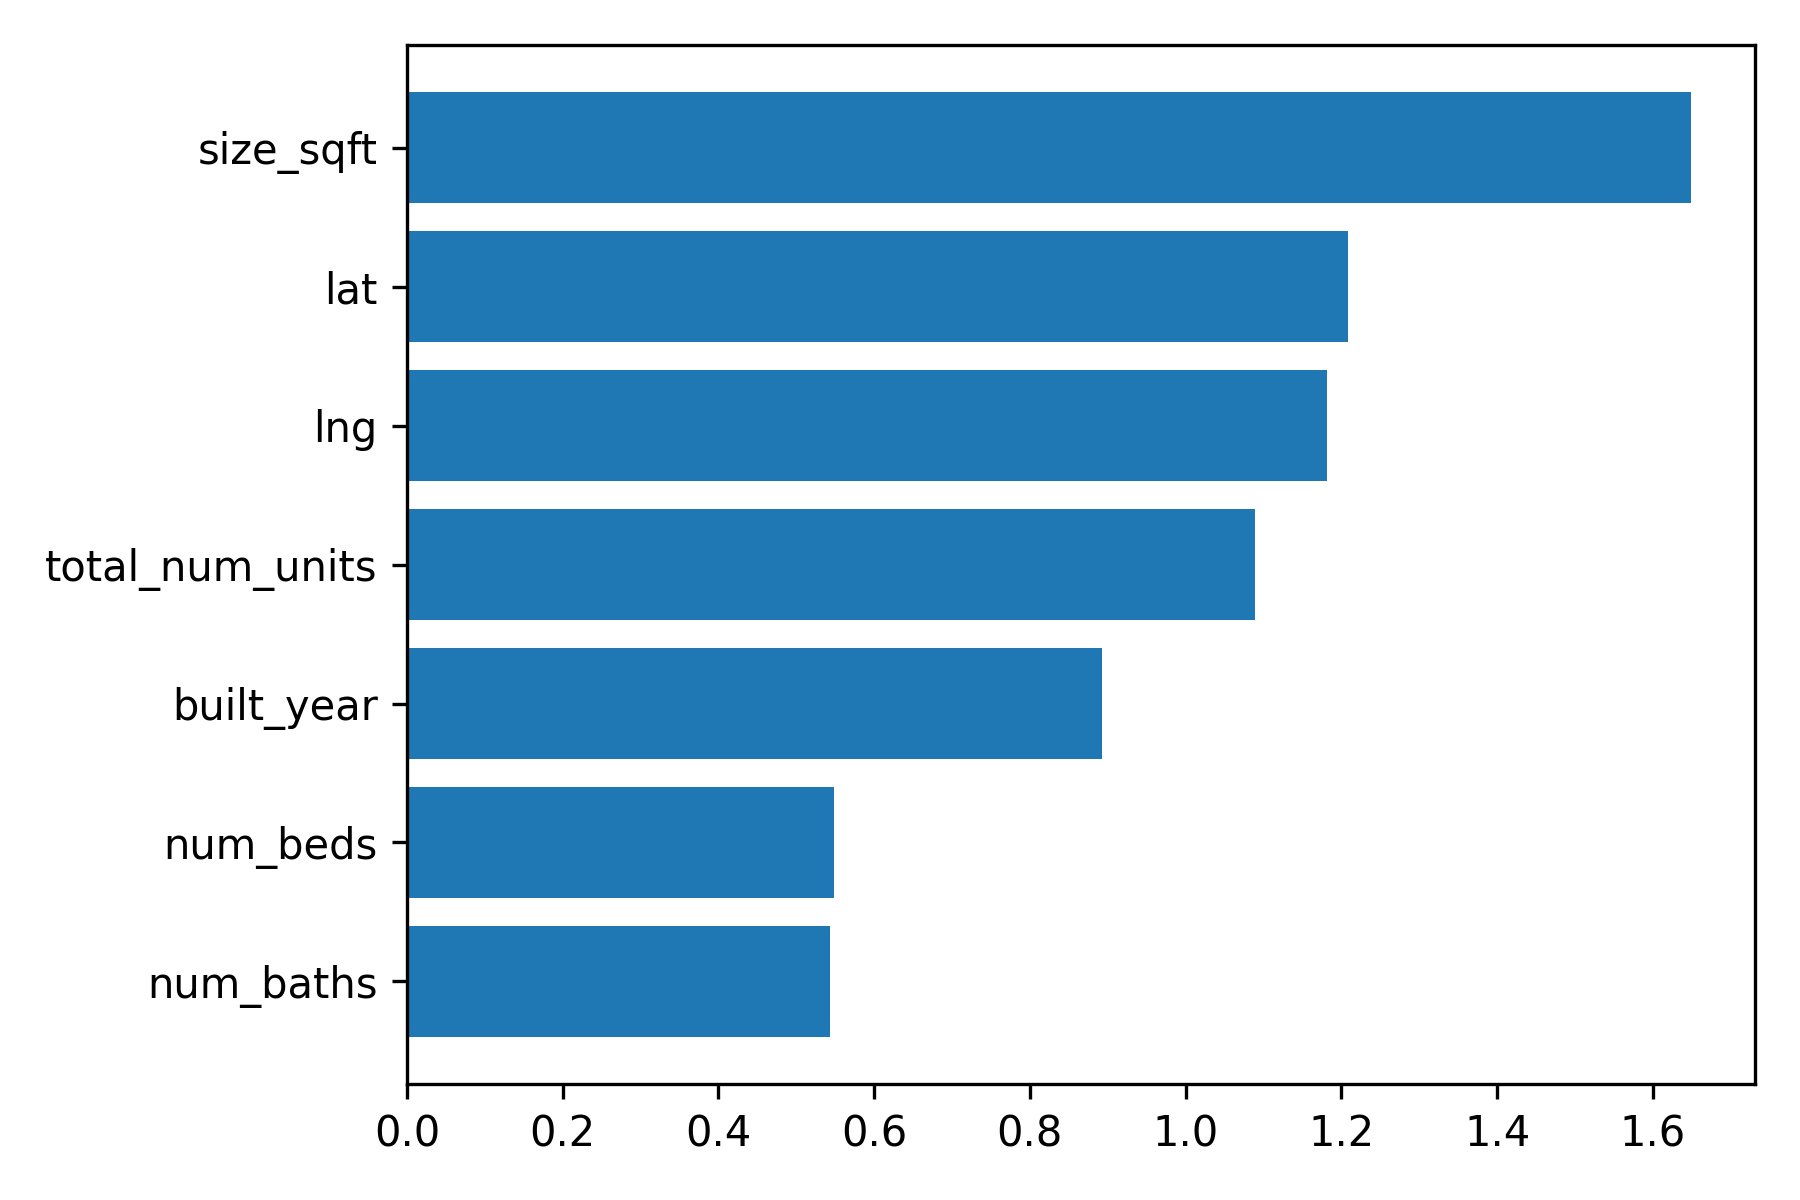 size_sqft
lat
lng
total_num_units
built_year
num_beds
num_baths
0.0 0.2 0.4 0.6 0.8 1.0 1.2 1.4 1.6